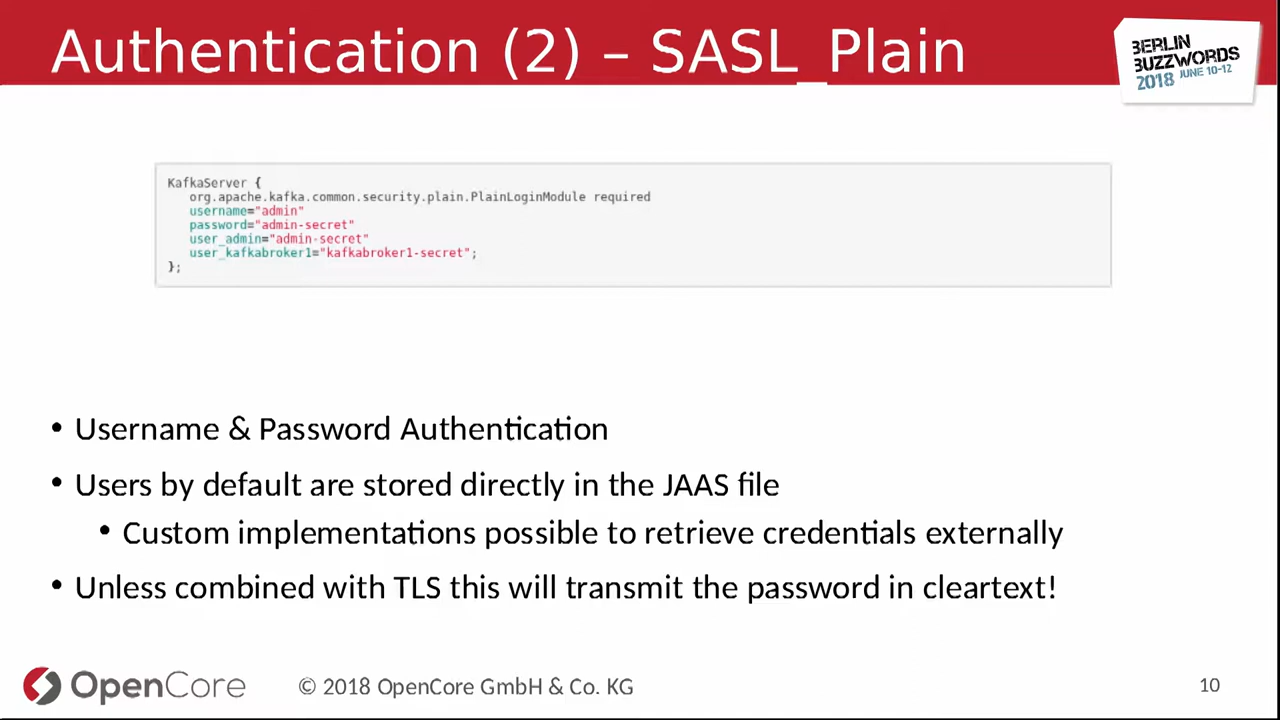 Authentication (2) – SASL_Plain
BERLIN
BUZZWORDS
2018 JUNE 10-12
KafkaServer {
org.apache.kafka.common.security.plain.PlainLoginModule required
username="admin"
password="admin-secret"
user_admin="admin-secret"
user_kafkabroker1="kafkabroker1-secret";
};
• Username & Password Authentication
• Users by default are stored directly in the JAAS file
• Custom implementations possible to retrieve credentials externally
• Unless combined with TLS this will transmit the password in cleartext!
OpenCore
© 2018 OpenCore GmbH & Co. KG
10